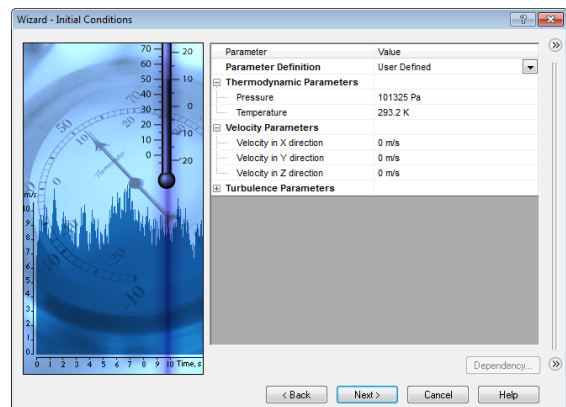 Wizard - Initial Conditions
Parameter Value
Parameter Definition User Defined
Thermodynamic Parameters
Pressure 101325 Pa
Temperature 293.2 K
Velocity Parameters
Velocity in X direction 0 m/s
Velocity in Y direction 0 m/s
Velocity in Z direction 0 m/s
Turbulence Parameters
70 20
60
50 10
40
30 0
20
10 -10
0
-20
m/s
10
9
8
7
6
5
4
3
2
1
0
0 1 2 3 4 5 6 7 8 9 10 Time, s
Dependency...
< Back Next > Cancel Help